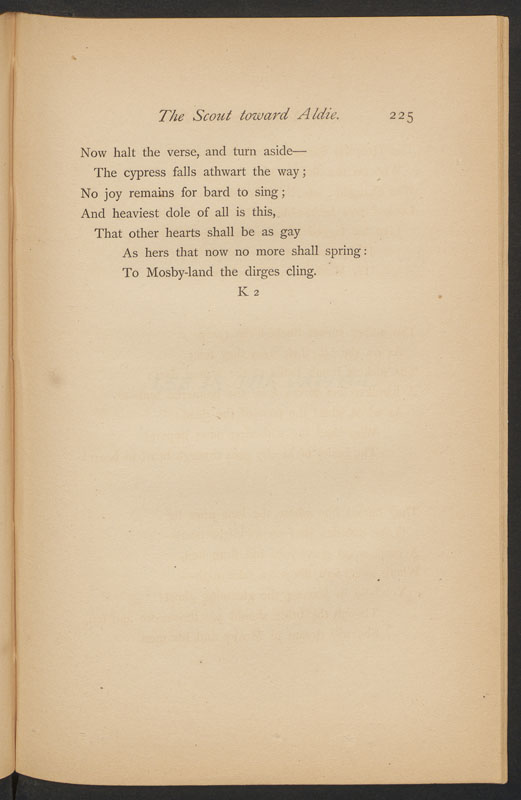 The Scout toward Aldie. 225
Now halt the verse, and turn aside—
The cypress falls athwart the way;
No joy remains for bard to sing;
And heaviest dole of all is this,
That other hearts shall be as gay
As hers that now no more shall spring:
To Mosby-land the dirges cling.
K 2